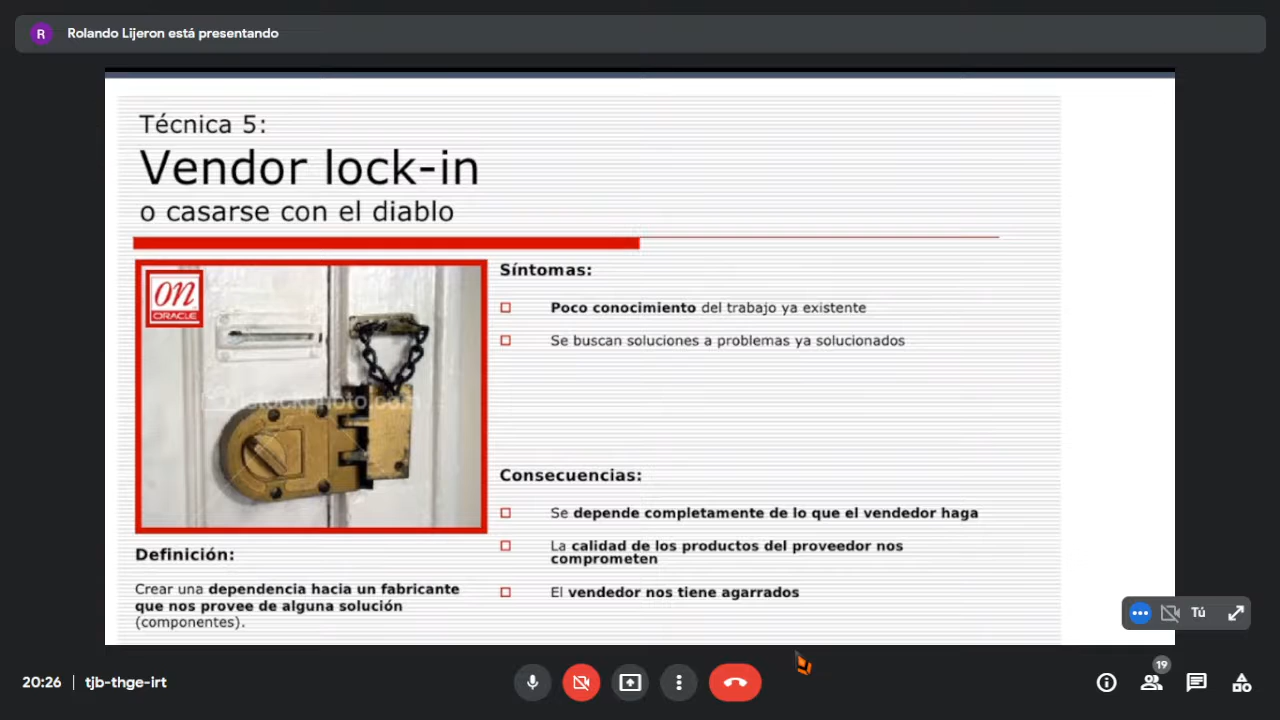 R Rolando Lijeron está presentando
Técnica 5:
Vendor lock-in
o casarse con el diablo
on
ORACLE
Síntomas:
Poco conocimiento del trabajo ya existente
Se buscan soluciones a problemas ya solucionados
Consecuencias:
Se depende completamente de lo que el vendedor haga
La calidad de los productos del proveedor nos
comprometen
El vendedor nos tiene agarrados
Definición:
Crear una dependencia hacia un fabricante
que nos provee de alguna solución
(componentes).
Tú
20:26 | tjb-thge-irt
19